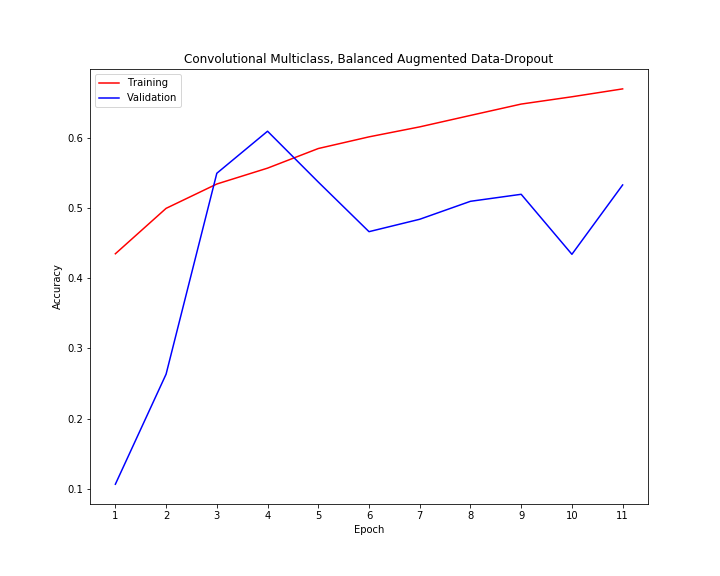 Convolutional Multiclass, Balanced Augmented Data-Dropout
Training
Validation
0.6
0.5
0.4
0.3
0.2
0.1
Accuracy
1 2 3 4 5 6 7 8 9 10 11
Epoch